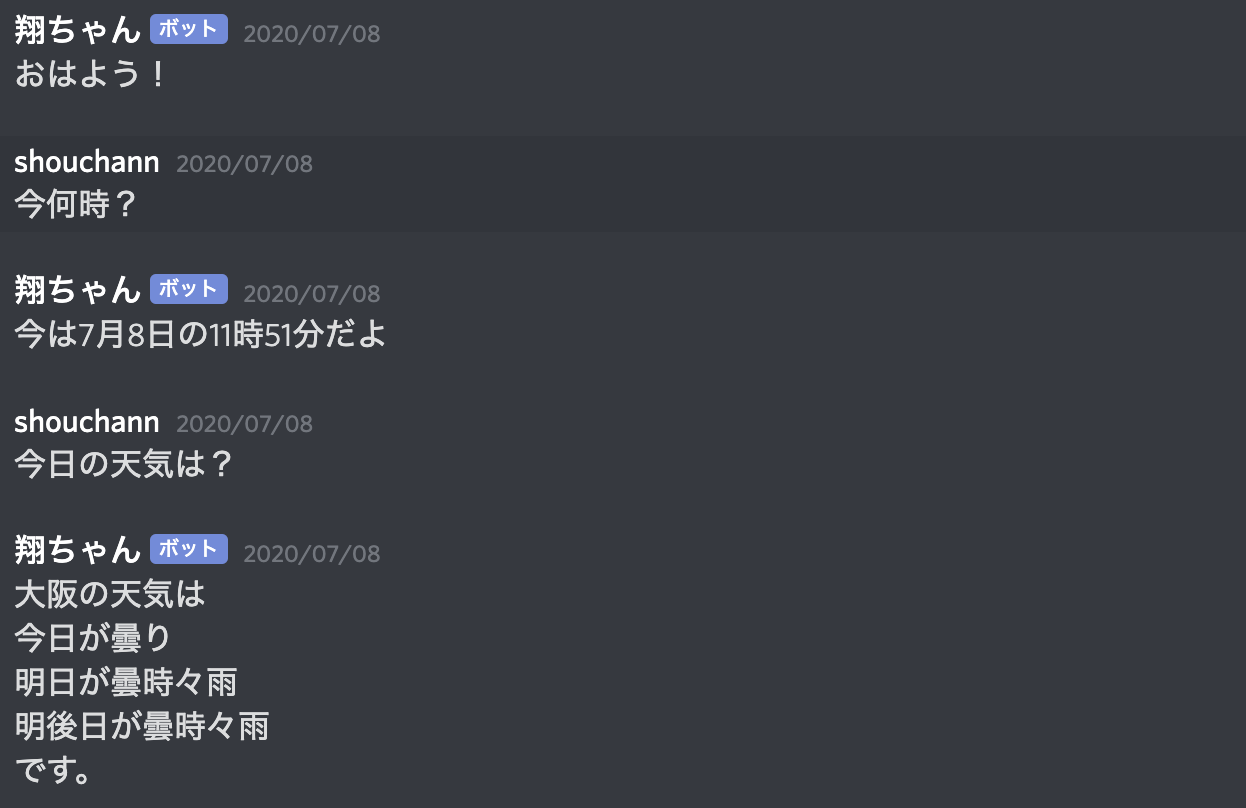 翔ちゃん ボット 2020/07/08
おはよう！
shouchann 2020/07/08
今何時？
翔ちゃん ボット 2020/07/08
今は7月8日の11時51分だよ
shouchann 2020/07/08
今日の天気は？
翔ちゃん ボット 2020/07/08
大阪の天気は
今日が曇り
明日が曇時々雨
明後日が曇時々雨
です。